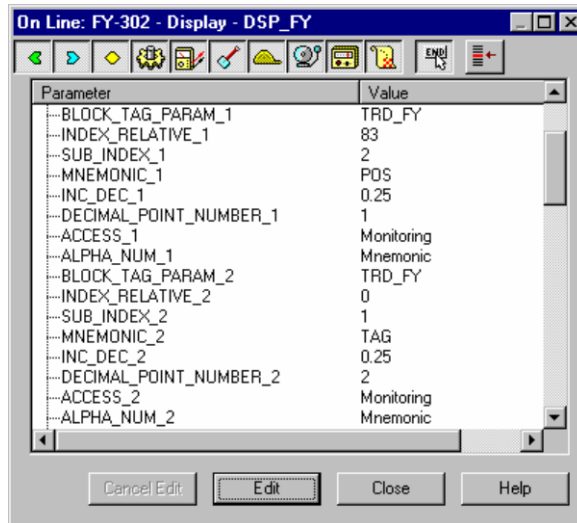 On Line: FY-302 - Display - DSP_FY
END
Parameter Value
BLOCK_TAG_PARAM_1 TRD_FY
INDEX_RELATIVE_1 83
SUB_INDEX_1 2
MNEMONIC_1 POS
INC_DEC_1 0.25
DECIMAL_POINT_NUMBER_1 1
ACCESS_1 Monitoring
ALPHA_NUM_1 Mnemonic
BLOCK_TAG_PARAM_2 TRD_FY
INDEX_RELATIVE_2 0
SUB_INDEX_2 1
MNEMONIC_2 TAG
INC_DEC_2 0.25
DECIMAL_POINT_NUMBER_2 2
ACCESS_2 Monitoring
ALPHA_NUM_2 Mnemonic
Cancel Edit Edit Close Help